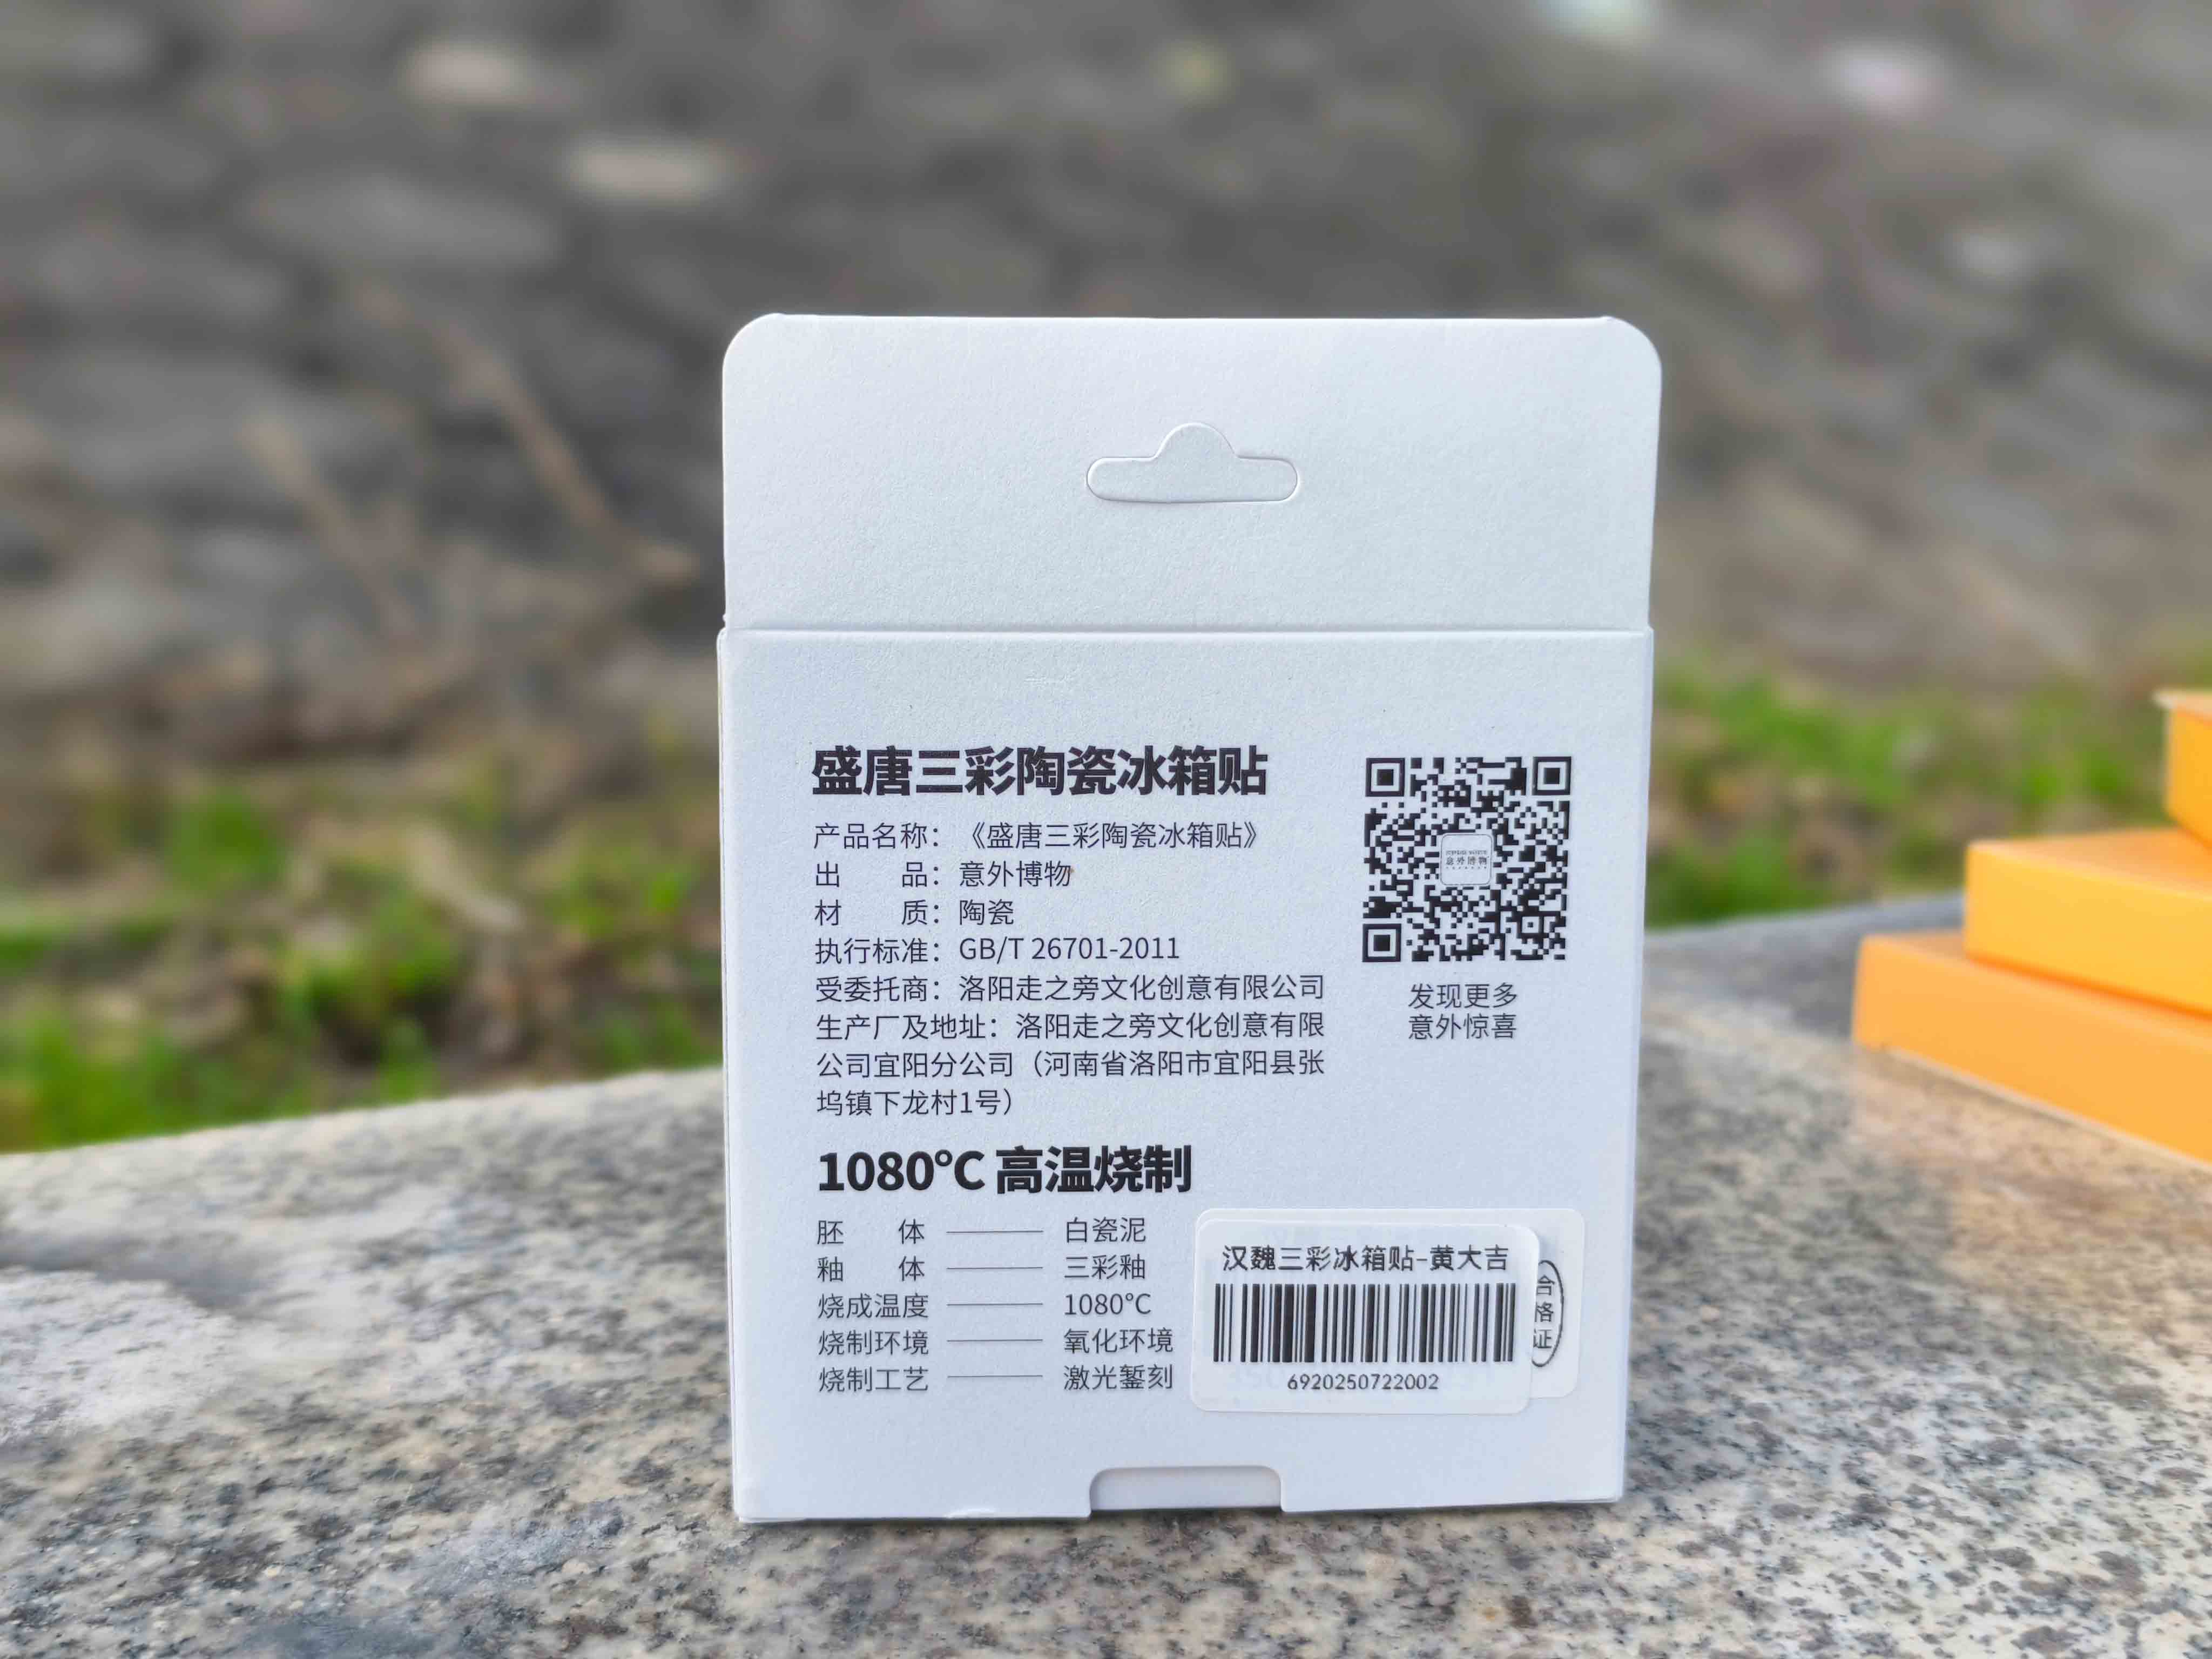 盛唐三彩陶瓷冰箱贴
产品名称：《盛唐三彩陶瓷冰箱贴》
出 品：意外博物
材 质：陶瓷
执行标准：GB/T 26701-2011
受委托商：洛阳走之旁文化创意有限公司
生产厂及地址：洛阳走之旁文化创意有限
公司宜阳分公司（河南省洛阳市宜阳县张
坞镇下龙村1号）
意外博物
发现更多
意外惊喜
1080°C 高温烧制
胚 体 —— 白瓷泥
釉 体 —— 三彩釉
烧成温度 —— 1080°C
烧制环境 —— 氧化环境
烧制工艺 —— 激光錾刻
汉魏三彩冰箱贴-黄大吉
6920250722002
合格证